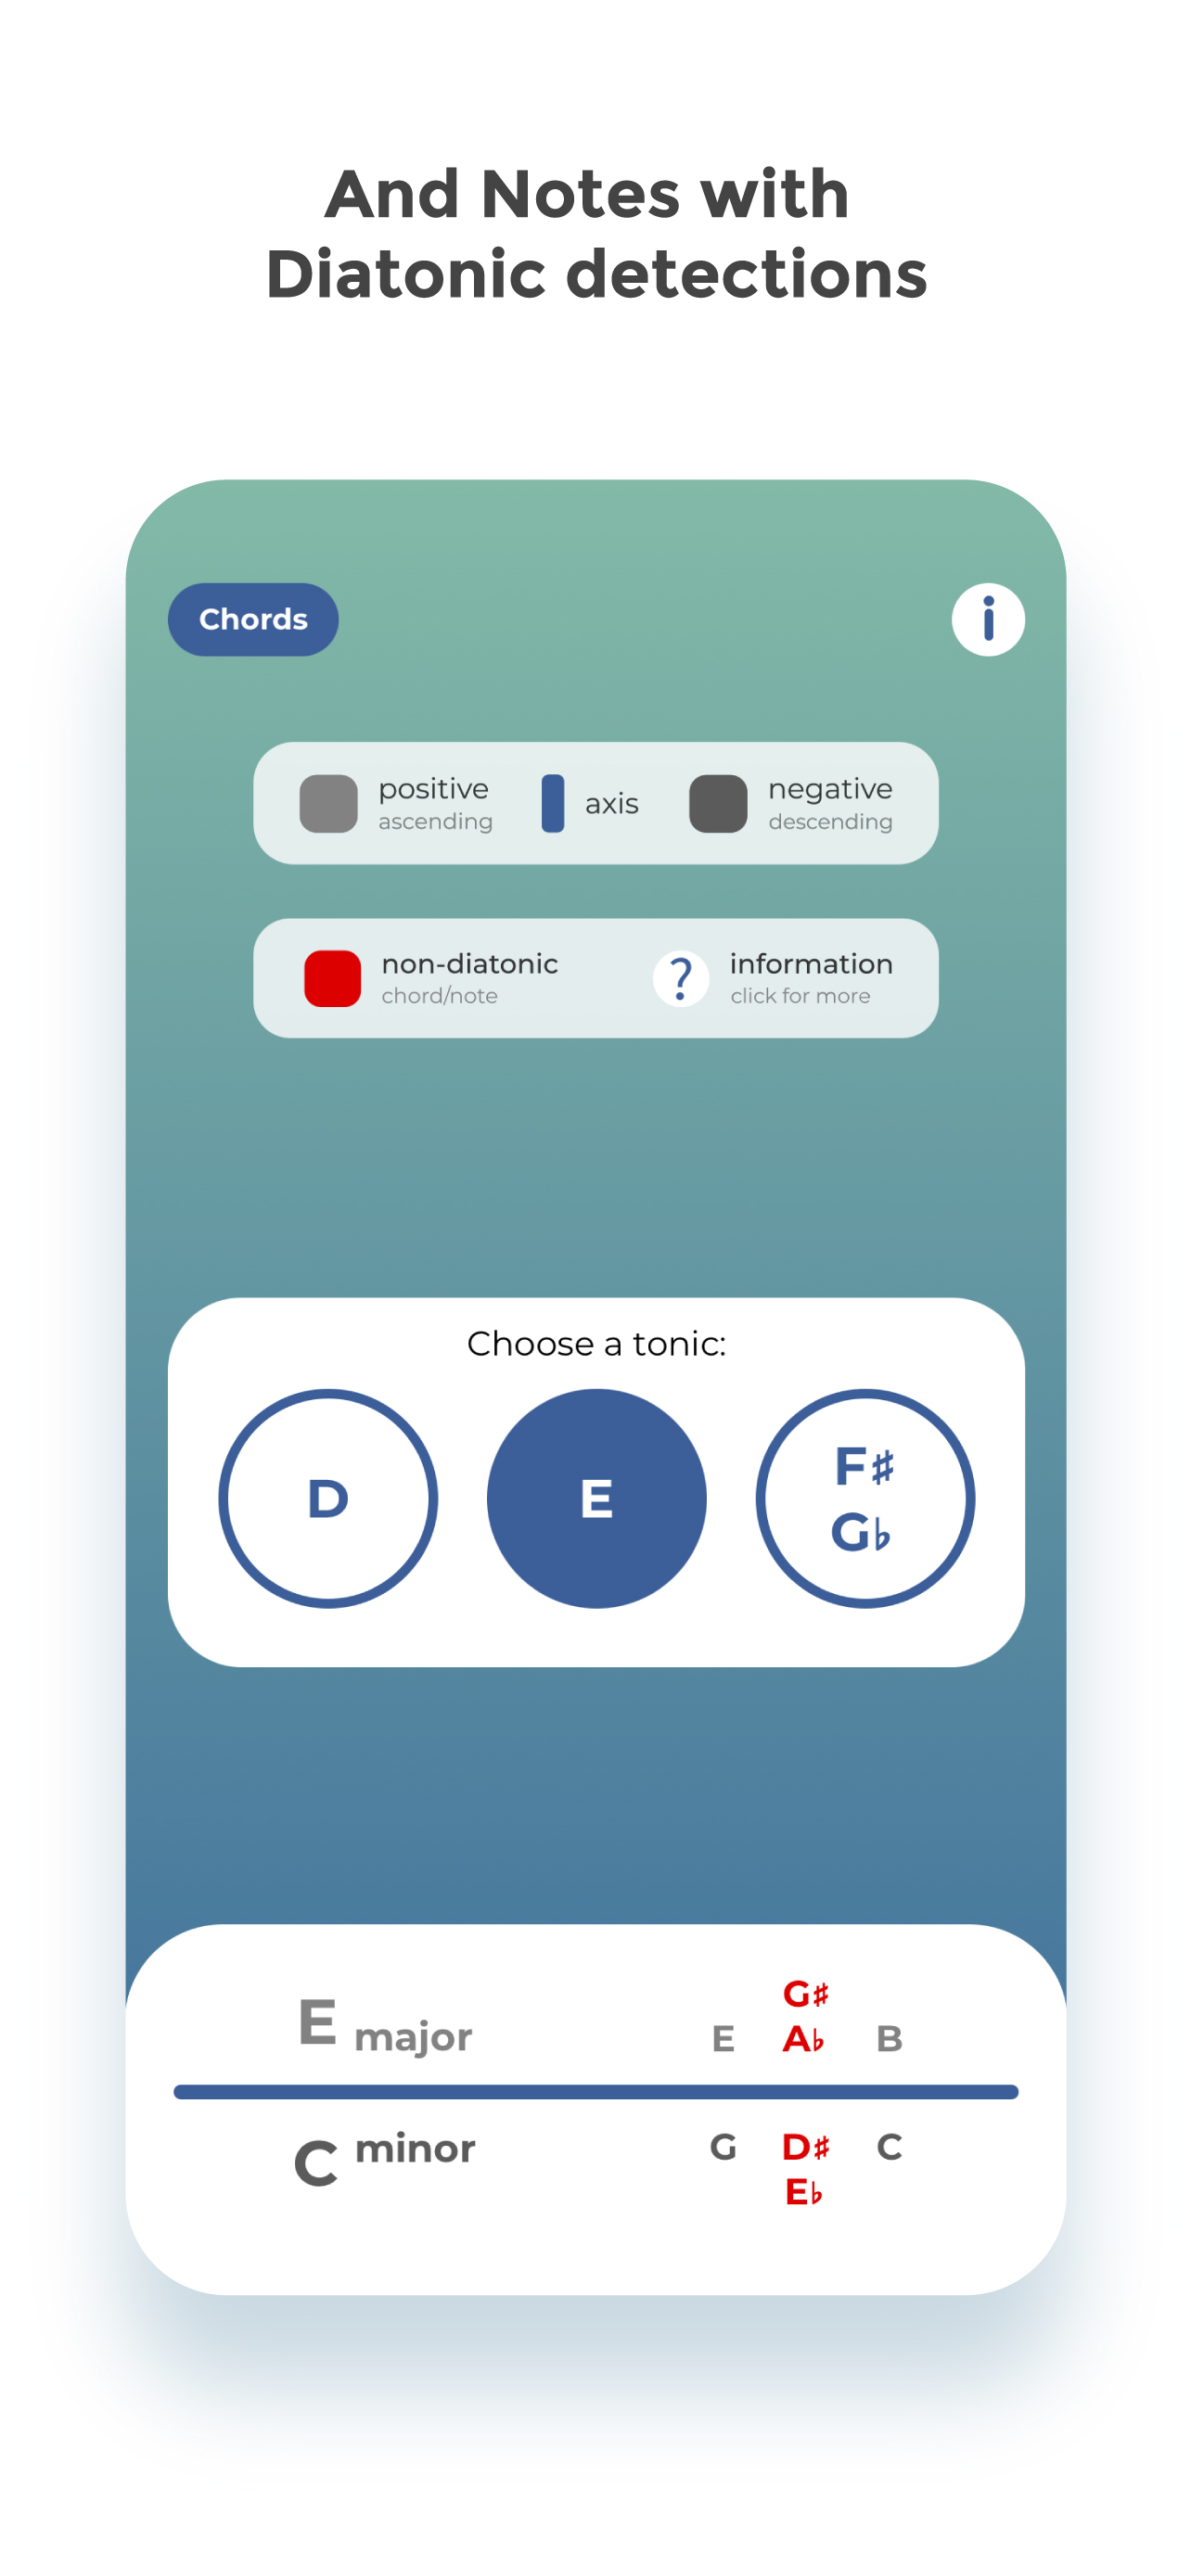 And Notes with
Diatonic detections
Chords
i
positive
ascending
axis
negative
descending
non-diatonic
chord/note
?
information
click for more
Choose a tonic:
D
E
F♯
G♭
E major
E
G♯
A♭
B
C minor
G
D♯
E♭
C